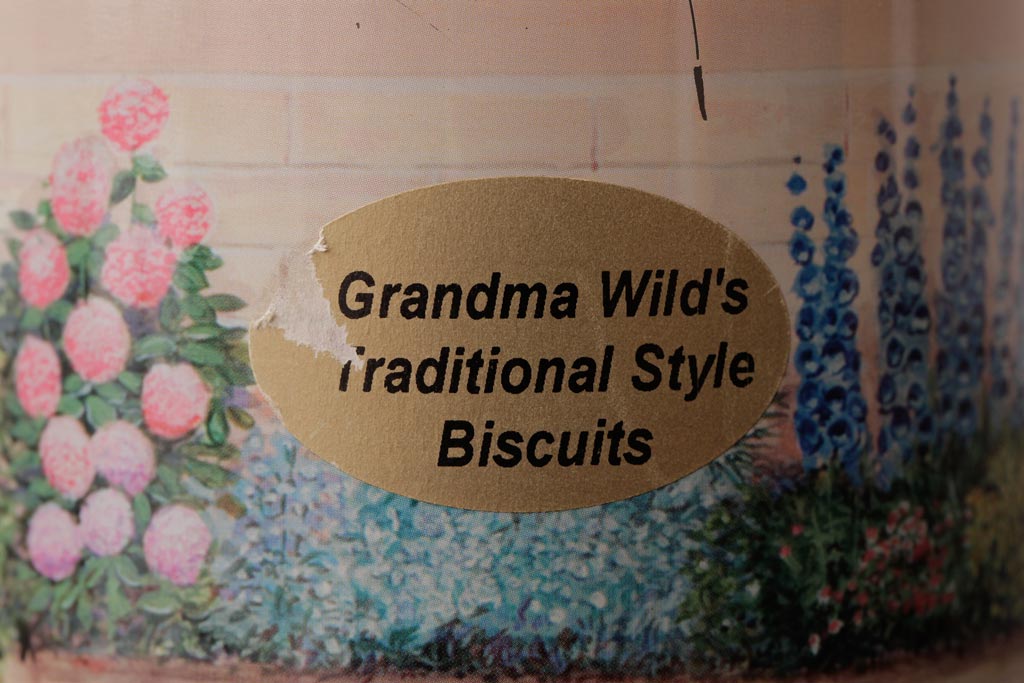 Grandma Wild's
Traditional Style
Biscuits